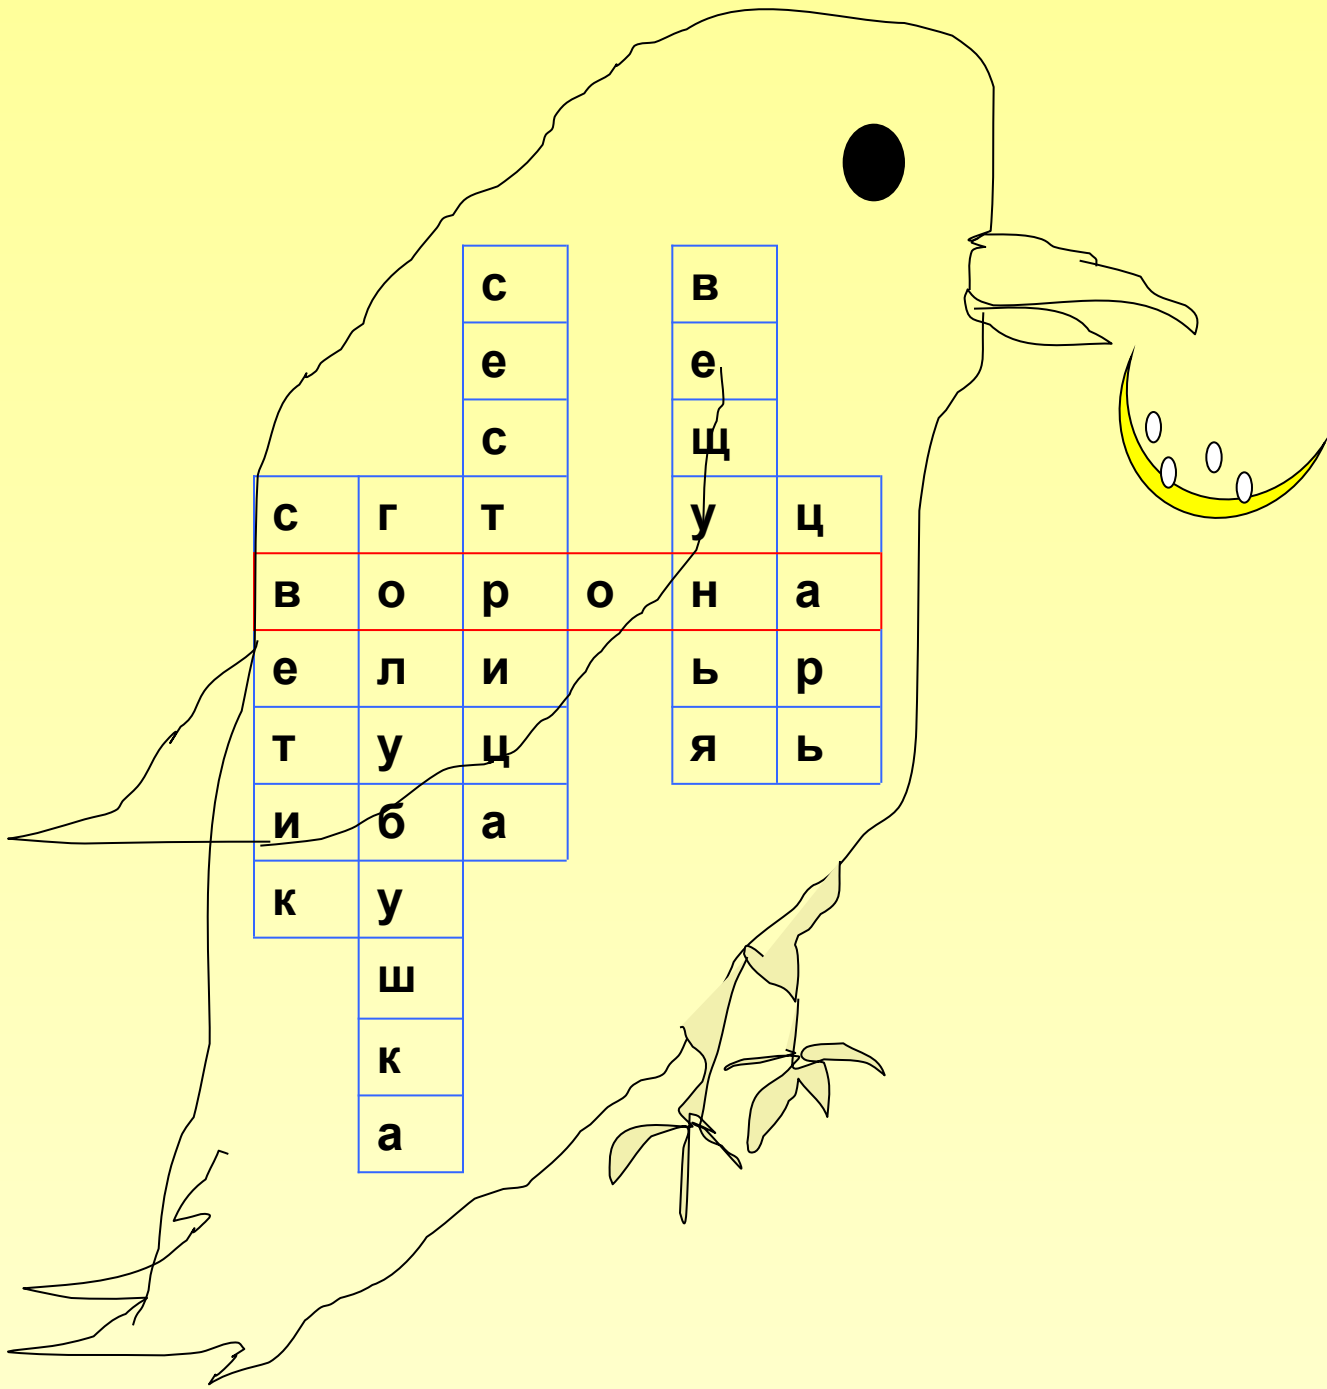 с в
е е
с щ
с г т у ц
в о р о н а
е л и ь р
т у ц я ь
и б а
к у
ш
к
а